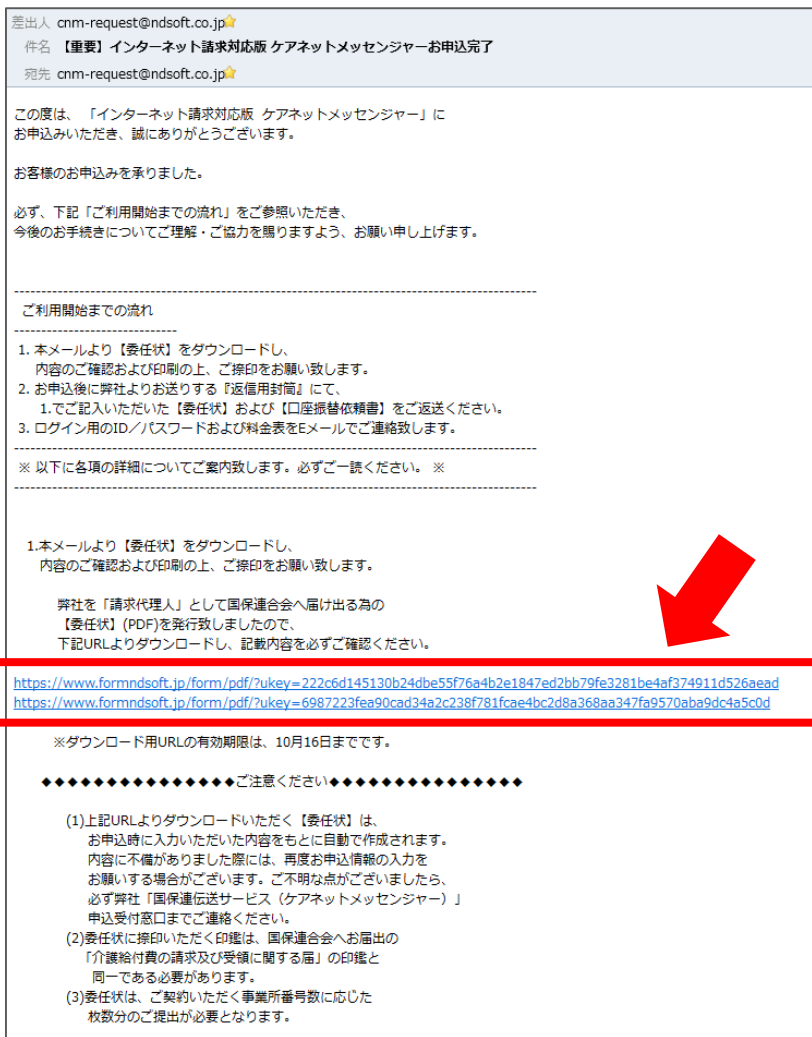 差出人 cnm-request@ndsoft.co.jp
件名 【重要】インターネット請求対応版 ケアネットメッセンジャーお申込完了
宛先 cnm-request@ndsoft.co.jp
この度は、 「インターネット請求対応版 ケアネットメッセンジャー」に
お申込みいただき、誠にありがとうございます。
お客様のお申込みを承りました。
必ず、下記「ご利用開始までの流れ」をご参照いただき、
今後のお手続きについてご理解・ご協力を賜りますよう、お願い申し上げます。
-----------------------------------------------------------------------------------------------
ご利用開始までの流れ
------------------------------
1. 本メールより【委任状】をダウンロードし、
内容のご確認および印刷の上、ご捺印をお願い致します。
2. お申込後に弊社よりお送りする『返信用封筒』にて、
1.でご記入いただいた【委任状】および【口座振替依頼書】をご返送ください。
3. ログイン用のID／パスワードおよび料金表をEメールでご連絡致します。
-----------------------------------------------------------------------------------------------
※ 以下に各項の詳細についてご案内致します。必ずご一読ください。 ※
-----------------------------------------------------------------------------------------------
1.本メールより【委任状】をダウンロードし、
内容のご確認および印刷の上、ご捺印をお願い致します。
弊社を「請求代理人」として国保連合会へ届け出る為の
【委任状】(PDF)を発行致しましたので、
下記URLよりダウンロードし、記載内容を必ずご確認ください。
https://www.formndsoft.jp/form/pdf/?ukey=222c6d145130b24dbe55f76a4b2e1847ed2bb79fe3281be4af374911d526aead
https://www.formndsoft.jp/form/pdf/?ukey=6987223fea90cad34a2c238f781fcae4bc2d8a368aa347fa9570aba9dc4a5c0d
※ダウンロード用URLの有効期限は、10月16日までです。
◆◆◆◆◆◆◆◆◆◆◆◆◆◆◆ご注意ください◆◆◆◆◆◆◆◆◆◆◆◆◆◆◆
(1)上記URLよりダウンロードいただく【委任状】は、
お申込時に入力いただいた内容をもとに自動で作成されます。
内容に不備がありました際には、再度お申込情報の入力を
お願いする場合がございます。ご不明な点がございましたら、
必ず弊社「国保連伝送サービス（ケアネットメッセンジャー）」
申込受付窓口までご連絡ください。
(2)委任状に捺印いただく印鑑は、国保連合会へお届出の
「介護給付費の請求及び受領に関する届」の印鑑と
同一である必要があります。
(3)委任状は、ご契約いただく事業所番号数に応じた
枚数分のご提出が必要となります。